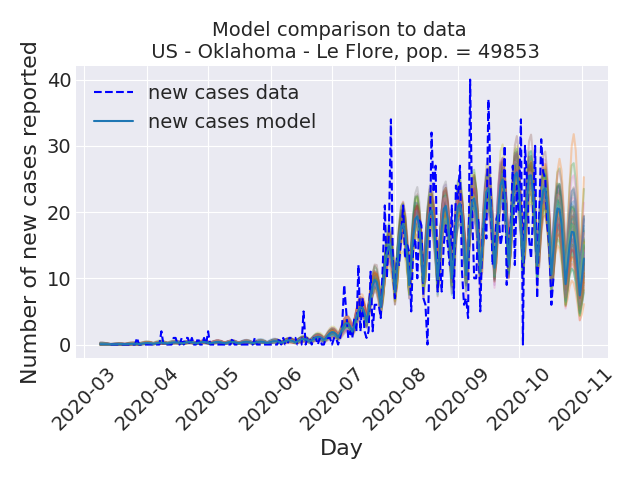 Model comparison to data
US - Oklahoma - Le Flore, pop. = 49853
Number of new cases reported
40
30
20
10
0
new cases data
new cases model
2020-03
2020-04
2020-05
2020-06
2020-07
2020-08
2020-09
2020-10
2020-11
Day